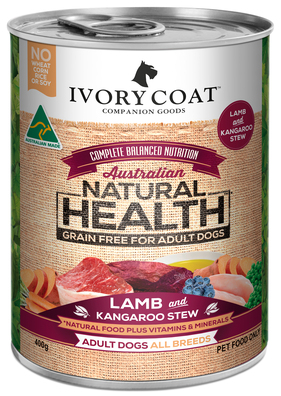 NO
WHEAT
CORN
RICE
OR SOY
AUSTRALIAN MADE
IVORY COAT
COMPANION GOODS
LAMB
and
KANGAROO
STEW
COMPLETE BALANCED NUTRITION
Australian
NATURAL
HEALTH
GRAIN FREE FOR ADULT DOGS
LAMB and
KANGAROO STEW
*NATURAL FOOD PLUS VITAMINS & MINERALS
400g
ADULT DOGS ALL BREEDS
PET FOOD ONLY